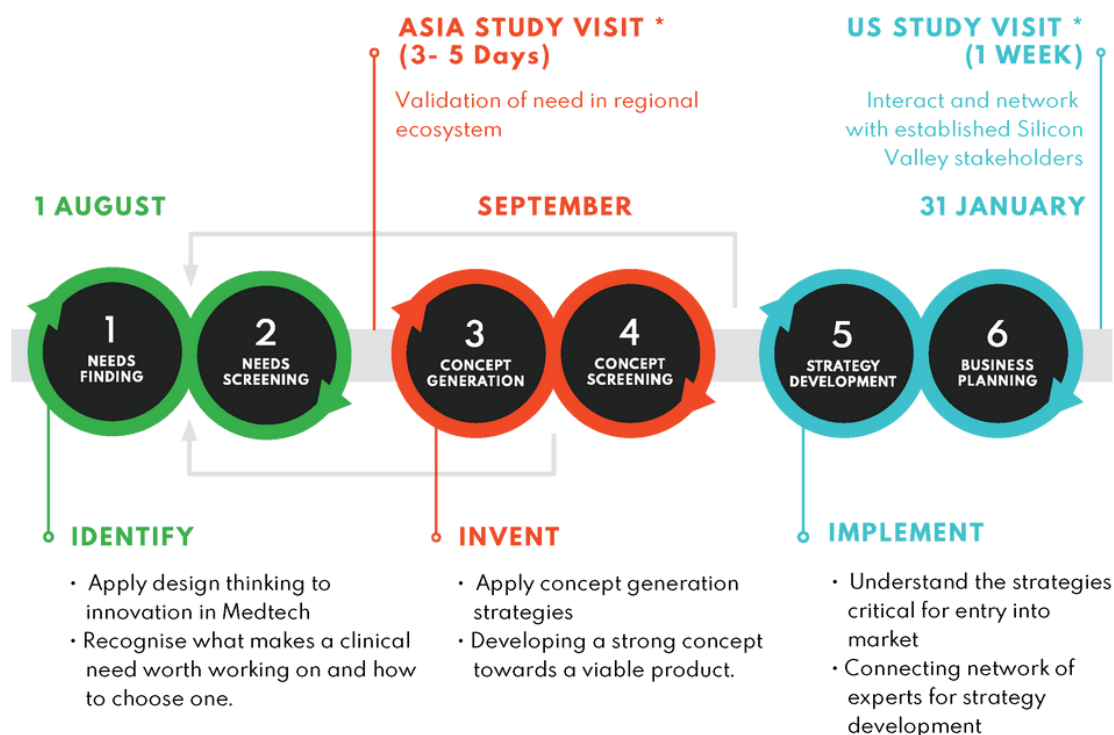 ASIA STUDY VISIT *
(3- 5 Days)
Validation of need in regional
ecosystem
US STUDY VISIT *
(1 WEEK)
Interact and network
with established Silicon
Valley stakeholders
1 AUGUST
SEPTEMBER
31 JANUARY
1
NEEDS
FINDING
2
NEEDS
SCREENING
3
CONCEPT
GENERATION
4
CONCEPT
SCREENING
5
STRATEGY
DEVELOPMENT
6
BUSINESS
PLANNING
IDENTIFY
• Apply design thinking to
innovation in Medtech
• Recognise what makes a clinical
need worth working on and how
to choose one.
INVENT
• Apply concept generation
strategies
• Developing a strong concept
towards a viable product.
IMPLEMENT
• Understand the strategies
critical for entry into
market
• Connecting network of
experts for strategy
development